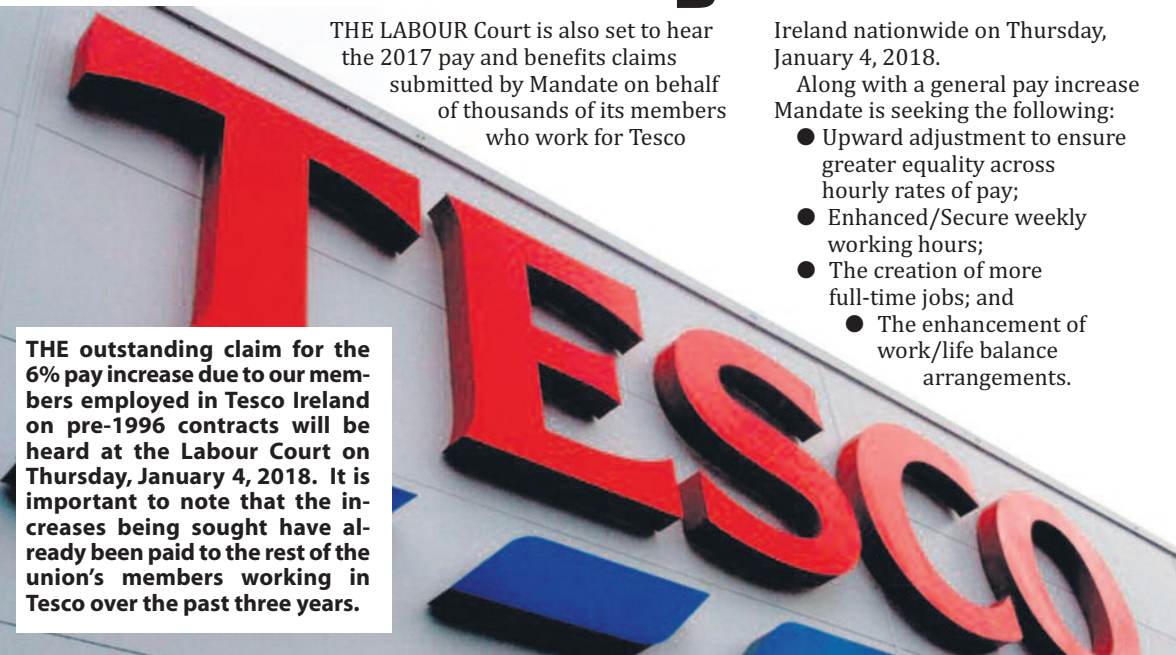 THE outstanding claim for the
6% pay increase due to our mem-
bers employed in Tesco Ireland
on pre-1996 contracts will be
heard at the Labour Court on
Thursday, January 4, 2018. It is
important to note that the in-
creases being sought have al-
ready been paid to the rest of the
union's members working in
Tesco over the past three years.
THE LABOUR Court is also set to hear
the 2017 pay and benefits claims
submitted by Mandate on behalf
of thousands of its members
who work for Tesco
Ireland nationwide on Thursday,
January 4, 2018.
Along with a general pay increase
Mandate is seeking the following:
● Upward adjustment to ensure
greater equality across
hourly rates of pay;
● Enhanced/Secure weekly
working hours;
● The creation of more
full-time jobs; and
● The enhancement of
work/life balance
arrangements.
TESCO